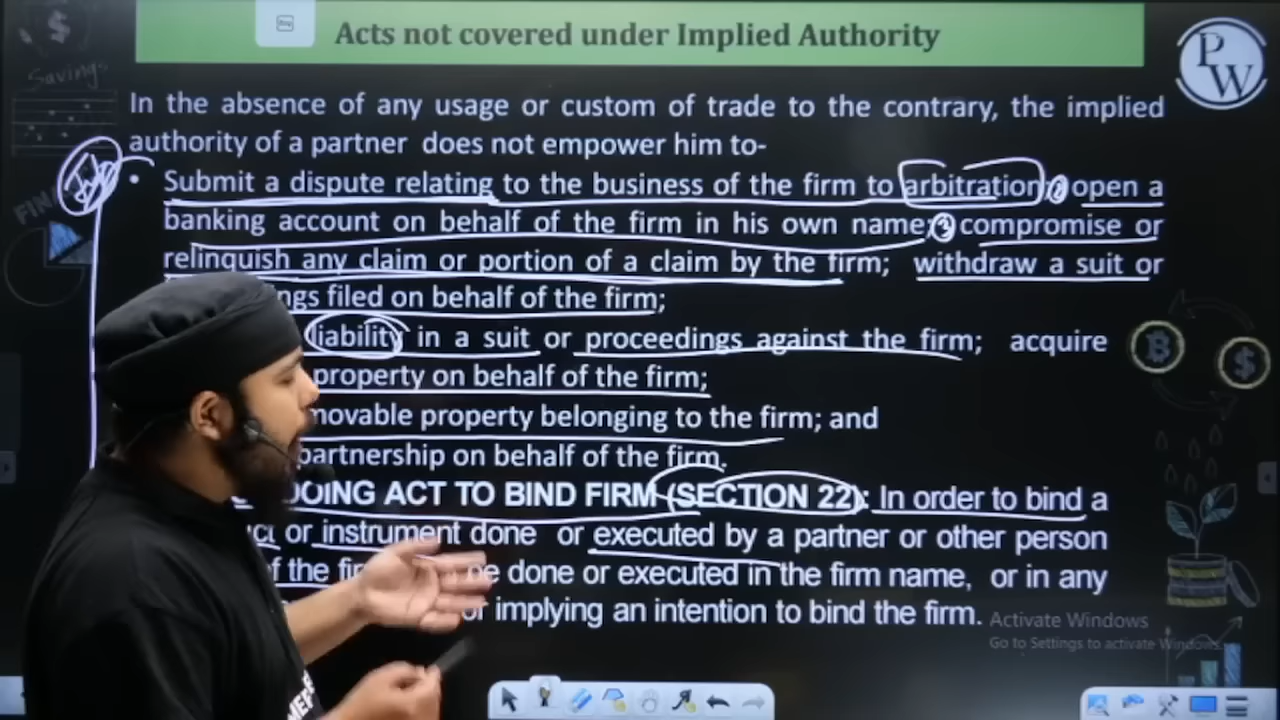 Acts not covered under Implied Authority
PW
Savings
In the absence of any usage or custom of trade to the contrary, the implied
authority of a partner does not empower him to-
• Submit a dispute relating to the business of the firm to arbitration; 2 open a
banking account on behalf of the firm in his own name; 3 compromise or
relinquish any claim or portion of a claim by the firm; withdraw a suit or
ngs filed on behalf of the firm;
liability in a suit or proceedings against the firm; acquire
property on behalf of the firm;
movable property belonging to the firm; and
partnership on behalf of the firm.
DOING ACT TO BIND FIRM (SECTION 22): In order to bind a
ct or instrument done or executed by a partner or other person
f the fir be done or executed in the firm name, or in any
or implying an intention to bind the firm.
Activate Windows
Go to Settings to activate Windows.